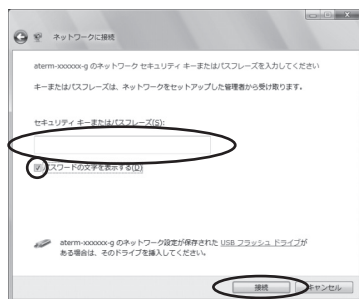 ネットワークに接続
aterm-xxxxxx-g のネットワーク セキュリティ キーまたはパスフレーズを入力してください
キーまたはパスフレーズは、ネットワークをセットアップした管理者から受け取ります。
セキュリティ キーまたはパスフレーズ(S):
パスワードの文字を表示する(D)
aterm-xxxxxx-g のネットワーク設定が保存された USB フラッシュ ドライブが
ある場合は、そのドライブを挿入してください。
接続
キャンセル